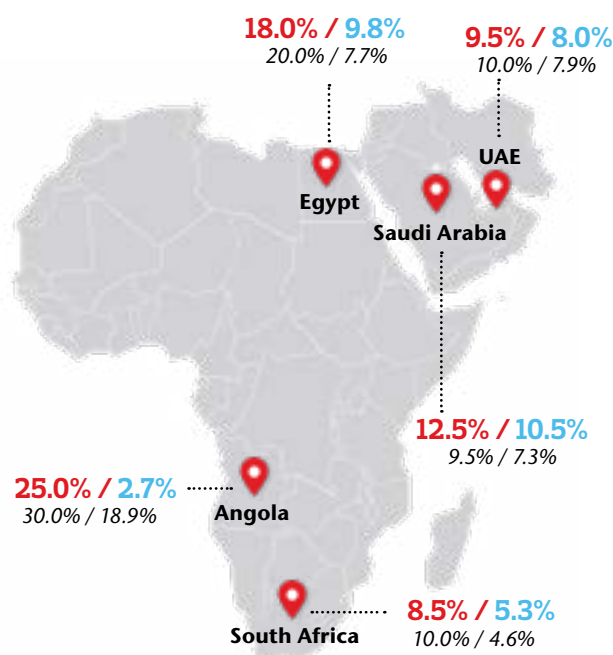 18.0% / 9.8%
20.0% / 7.7%
9.5% / 8.0%
10.0% / 7.9%
UAE
Egypt
Saudi Arabia
12.5% / 10.5%
9.5% / 7.3%
25.0% / 2.7%
30.0% / 18.9%
Angola
8.5% / 5.3%
10.0% / 4.6%
South Africa